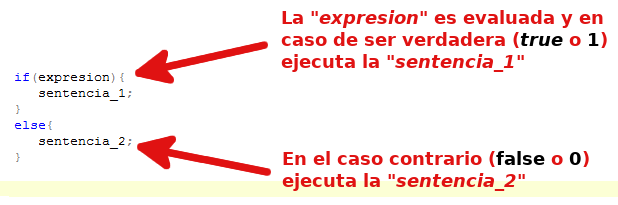 La "expresion" es evaluada y en
caso de ser verdadera (true o 1)
ejecuta la "sentencia_1"
if(expresion){
sentencia_1;
}
else{
sentencia_2;
}
En el caso contrario (false o 0)
ejecuta la "sentencia_2"